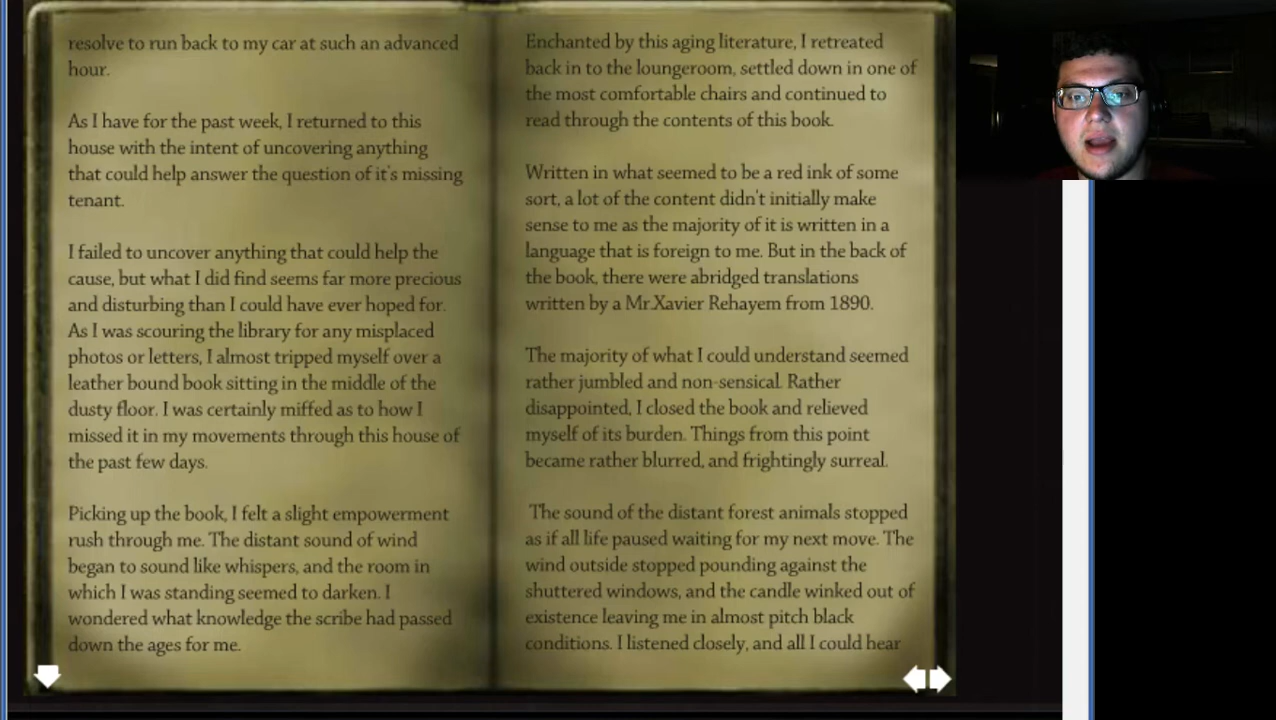 resolve to run back to my car at such an advanced
hour.
As I have for the past week, I returned to this
house with the intent of uncovering anything
that could help answer the question of it's missing
tenant.
I failed to uncover anything that could help the
cause, but what I did find seems far more precious
and disturbing than I could have ever hoped for.
As I was scouring the library for any misplaced
photos or letters, I almost tripped myself over a
leather bound book sitting in the middle of the
dusty floor. I was certainly miffed as to how I
missed it in my movements through this house of
the past few days.
Picking up the book, I felt a slight empowerment
rush through me. The distant sound of wind
began to sound like whispers, and the room in
which I was standing seemed to darken. I
wondered what knowledge the scribe had passed
down the ages for me.
Enchanted by this aging literature, I retreated
back in to the loungeroom, settled down in one of
the most comfortable chairs and continued to
read through the contents of this book.
Written in what seemed to be a red ink of some
sort, a lot of the content didn't initially make
sense to me as the majority of it is written in a
language that is foreign to me. But in the back of
the book, there were abridged translations
written by a Mr.Xavier Rehayem from 1890.
The majority of what I could understand seemed
rather jumbled and non-sensical. Rather
disappointed, I closed the book and relieved
myself of its burden. Things from this point
became rather blurred, and frightingly surreal.
The sound of the distant forest animals stopped
as if all life paused waiting for my next move. The
wind outside stopped pounding against the
shuttered windows, and the candle winked out of
existence leaving me in almost pitch black
conditions. I listened closely, and all I could hear